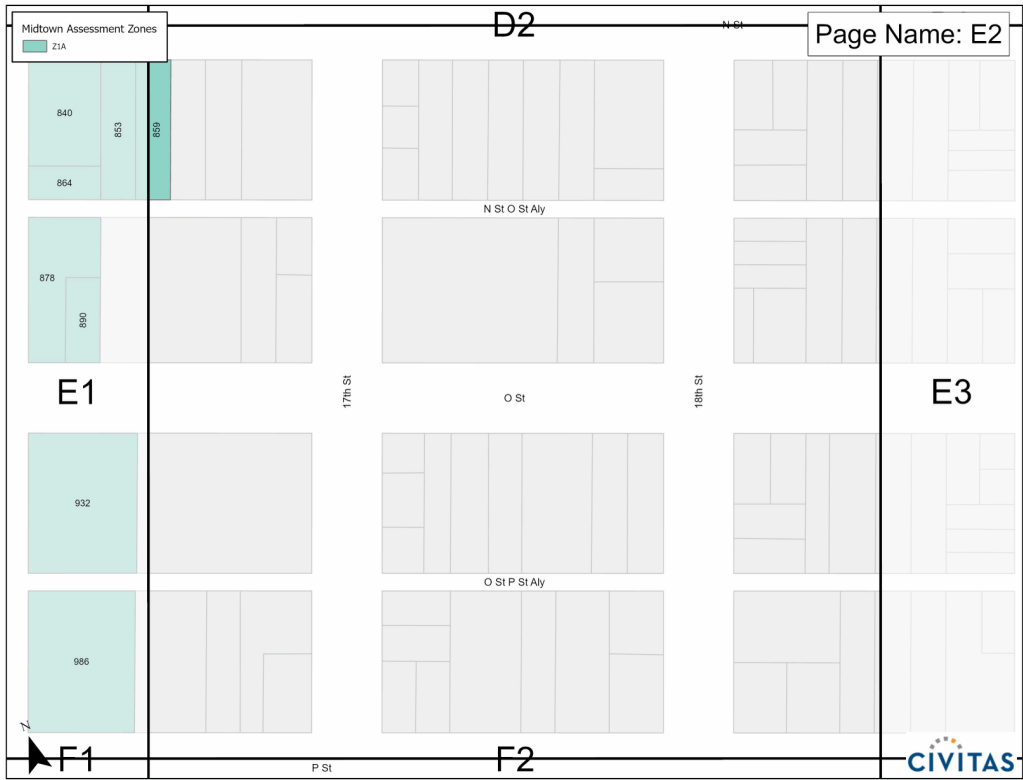 D2
N St
Midtown Assessment Zones
Z1A
Page Name: E2
840
853
859
864
N St O St Aly
878
890
E1
17th St
O St
18th St
E3
932
O St P St Aly
986
N
F1
P St
F2
CIVITAS